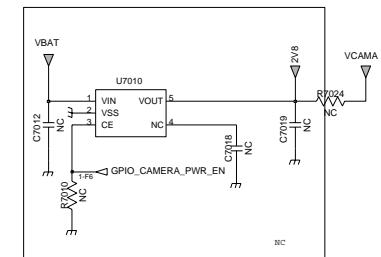 VBAT
2V8
VCAMA
U7010
1 VIN VOUT 5
2 VSS
3 CE NC 4
R7024
NC
C7012
NC
C7018
NC
C7019
NC
1-F6
GPIO_CAMERA_PWR_EN
R7010
NC
NC